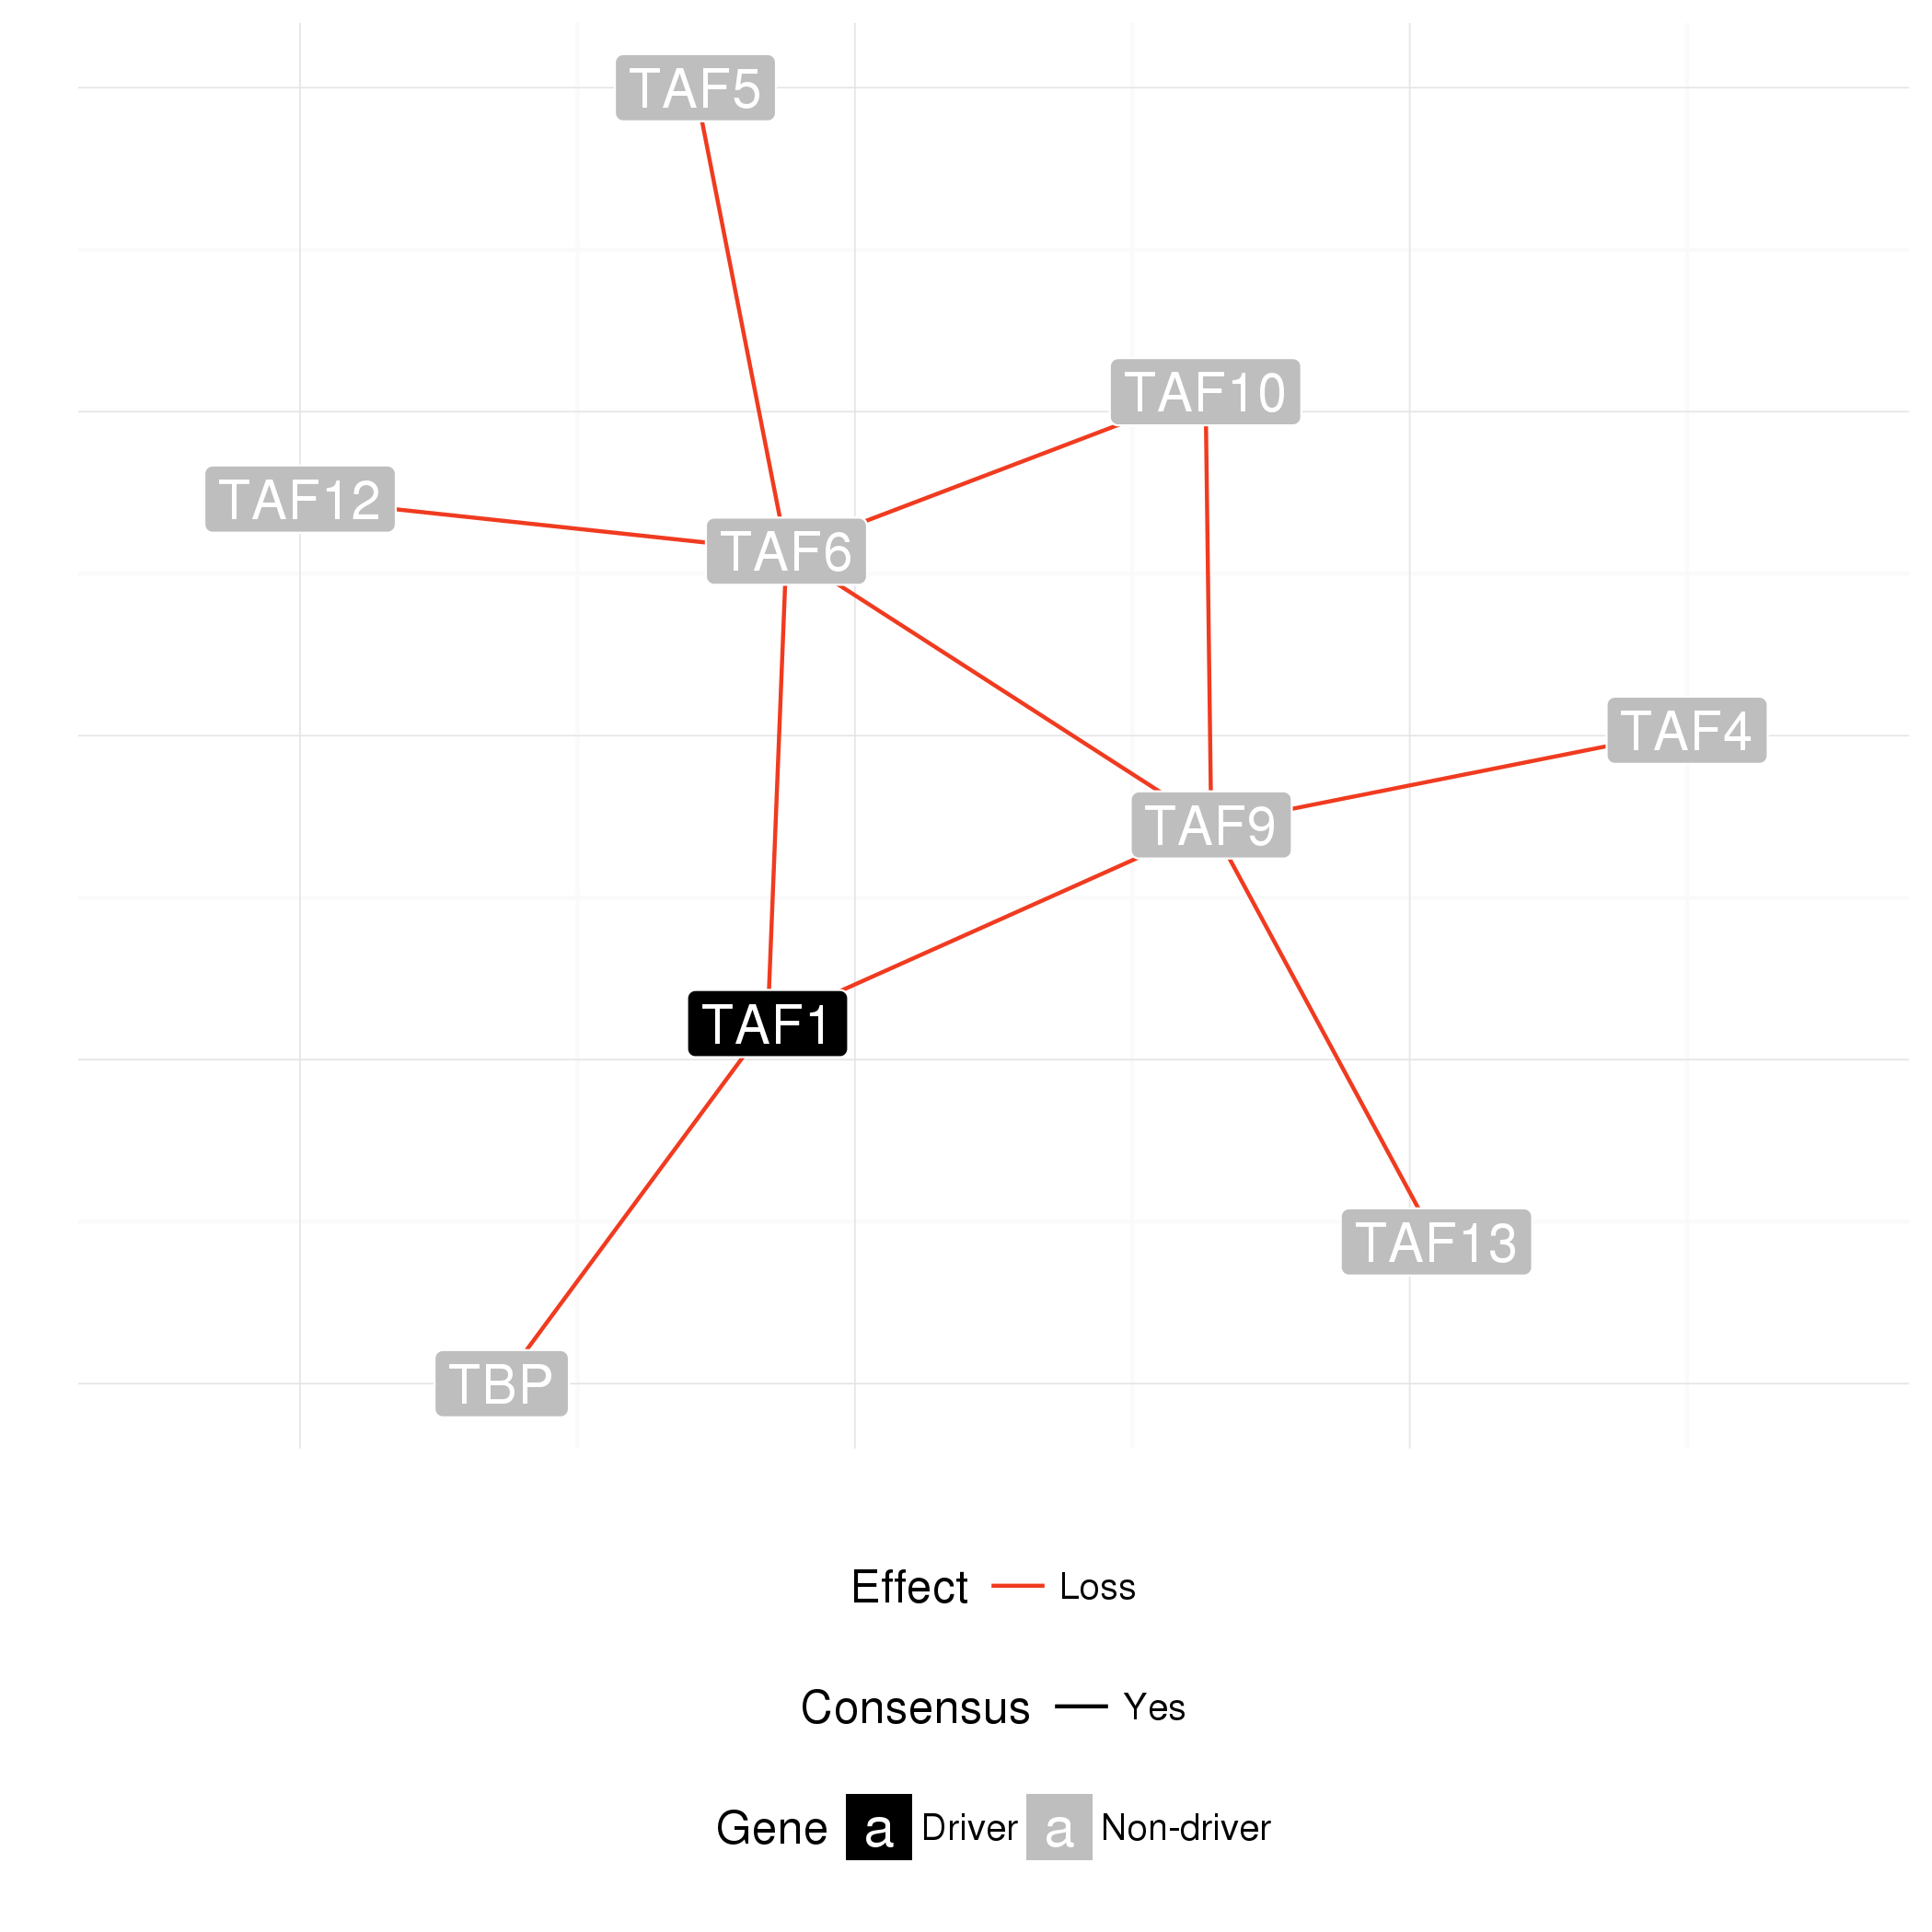 TAF5
TAF10
TAF12
TAF6
TAF4
TAF9
TAF1
TAF13
TBP
Effect Loss
Consensus Yes
Gene a Driver a Non-driver